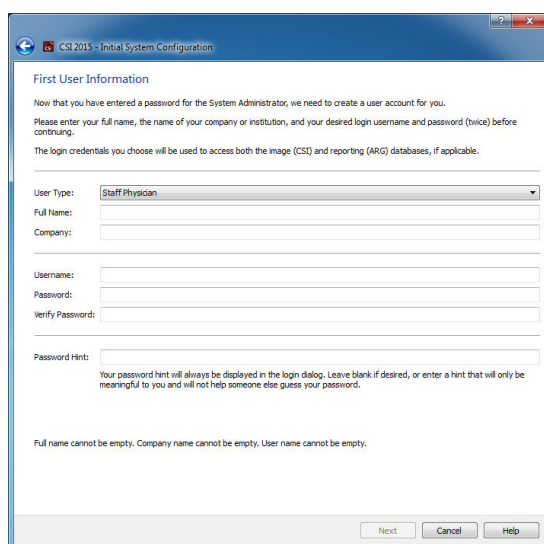 CSI 2015 - Initial System Configuration
First User Information
Now that you have entered a password for the System Administrator, we need to create a user account for you.
Please enter your full name, the name of your company or institution, and your desired login username and password (twice) before
continuing.
The login credentials you choose will be used to access both the image (CSI) and reporting (ARG) databases, if applicable.
User Type: Staff Physician
Full Name:
Company:
Username:
Password:
Verify Password:
Password Hint:
Your password hint will always be displayed in the login dialog. Leave blank if desired, or enter a hint that will only be
meaningful to you and will not help someone else guess your password.
Full name cannot be empty. Company name cannot be empty. User name cannot be empty.
Next Cancel Help